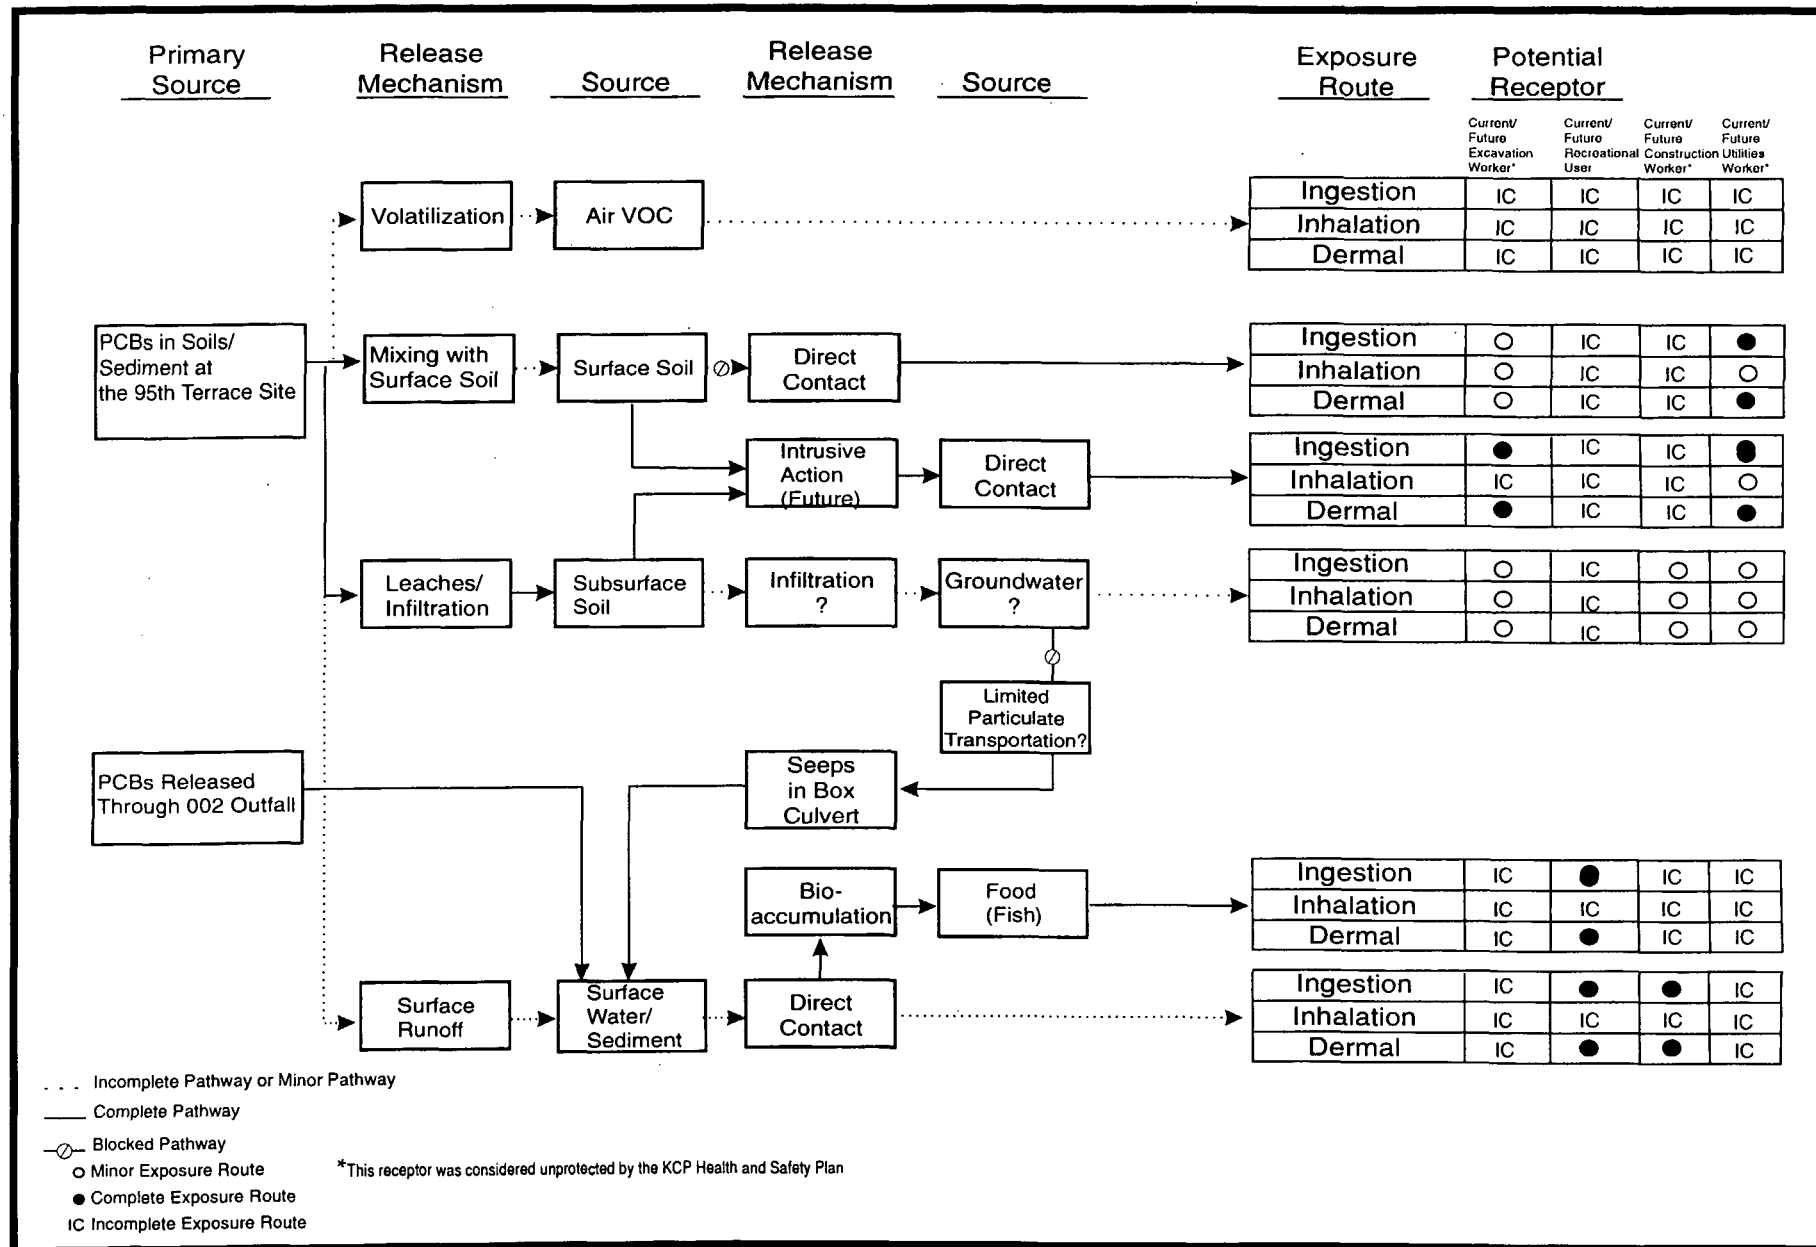 Primary
Source
Release
Mechanism
Source
Release
Mechanism
Source
Exposure
Route
Potential
Receptor
Current/
Future
Excavation
Worker*
Current/
Future
Recreational
User
Current/
Future
Construction
Worker*
Current/
Future
Utilities
Worker*
Volatilization
Air VOC
Ingestion IC IC IC IC
Inhalation IC IC IC IC
Dermal IC IC IC IC
PCBs in Soils/
Sediment at
the 95th Terrace Site
Mixing with
Surface Soil
Surface Soil
Direct
Contact
Ingestion IC IC
Inhalation IC IC
Dermal IC IC
Intrusive
Action
(Future)
Direct
Contact
Ingestion IC IC
Inhalation IC IC IC
Dermal IC IC
Leaches/
Infiltration
Subsurface
Soil
Infiltration
?
Groundwater
?
Ingestion IC
Inhalation IC
Dermal IC
Limited
Particulate
Transportation?
PCBs Released
Through 002 Outfall
Seeps
in Box
Culvert
Bio-
accumulation
Food
(Fish)
Ingestion IC IC IC
Inhalation IC IC IC IC
Dermal IC IC IC
Surface
Runoff
Surface
Water/
Sediment
Direct
Contact
Ingestion IC IC
Inhalation IC IC IC IC
Dermal IC IC
Incomplete Pathway or Minor Pathway
Complete Pathway
Blocked Pathway
Minor Exposure Route
*This receptor was considered unprotected by the KCP Health and Safety Plan
Complete Exposure Route
IC Incomplete Exposure Route